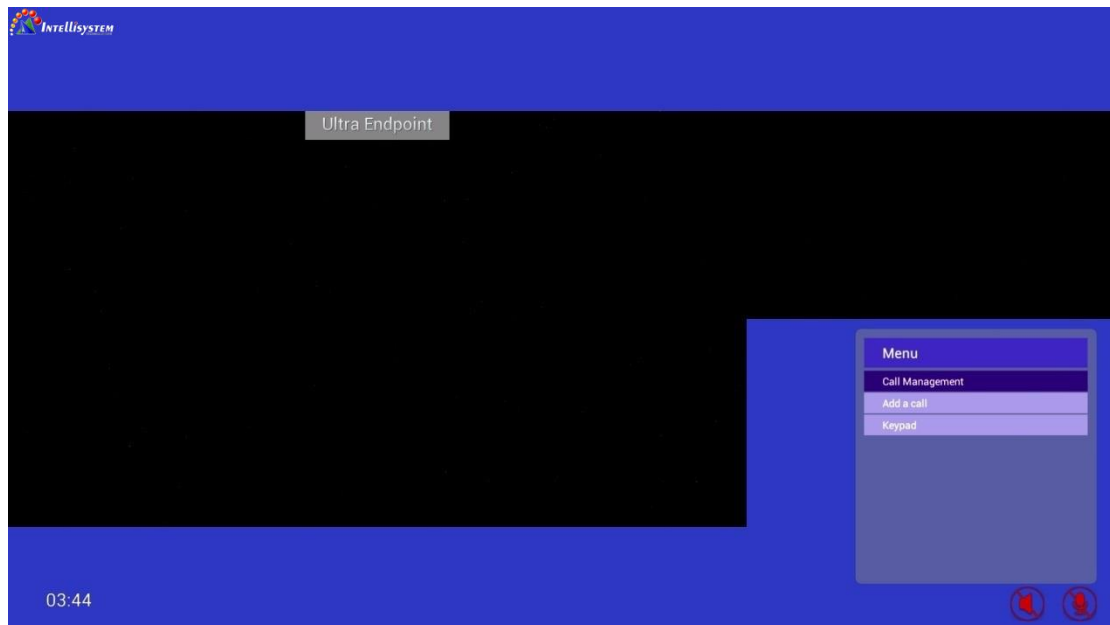 Intellisystem
Ultra Endpoint
Menu
Call Management
Add a call
Keypad
03:44